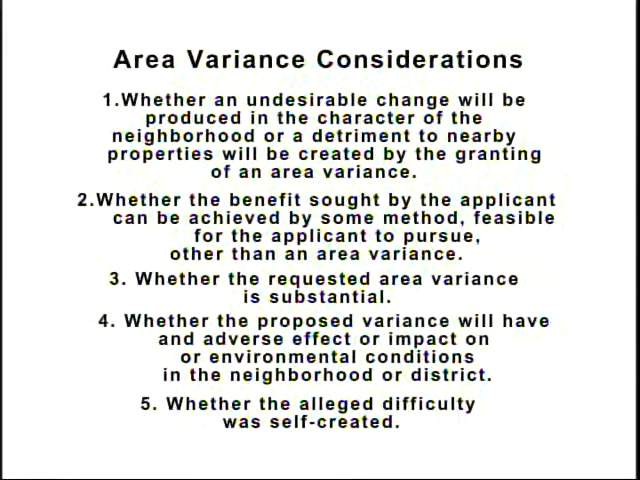 Area Variance Considerations
1.Whether an undesirable change will be
produced in the character of the
neighborhood or a detriment to nearby
properties will be created by the granting
of an area variance.
2.Whether the benefit sought by the applicant
can be achieved by some method, feasible
for the applicant to pursue,
other than an area variance.
3. Whether the requested area variance
is substantial.
4. Whether the proposed variance will have
and adverse effect or impact on
or environmental conditions
in the neighborhood or district.
5. Whether the alleged difficulty
was self-created.